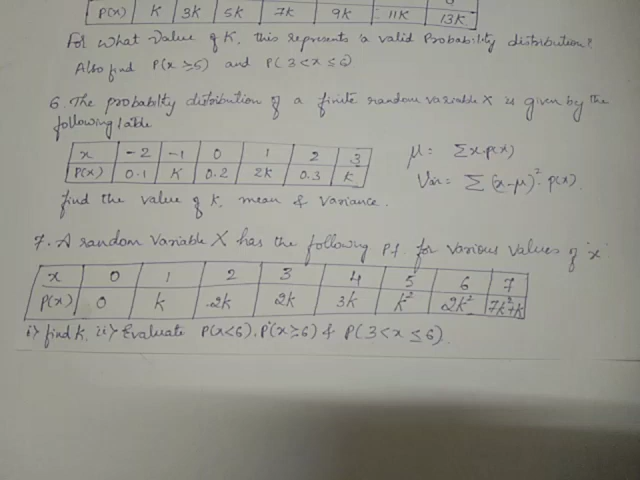 P(x) K 3K 5K 7K 9K 11K 13K
For what value of K, this represents a valid Probability distribution?
Also find P(x ≥ 5) and P(3 < x ≤ 6)
6. The probabilty distribution of a finite random variable X is given by the
following table
x -2 -1 0 1 2 3
P(x) 0.1 K 0.2 2K 0.3 K
μ = Σx·p(x)
Var = Σ(x-μ)². p(x).
find the value of K, mean & variance.
7. A random variable X has the following p.f. for various values of 'x'
x 0 1 2 3 4 5 6 7
P(x) 0 k 2k 2k 3k k² 2k² 7k²+k
i) find k. ii) Evaluate P(x<6), P(x≥6) & P(3<x≤6).